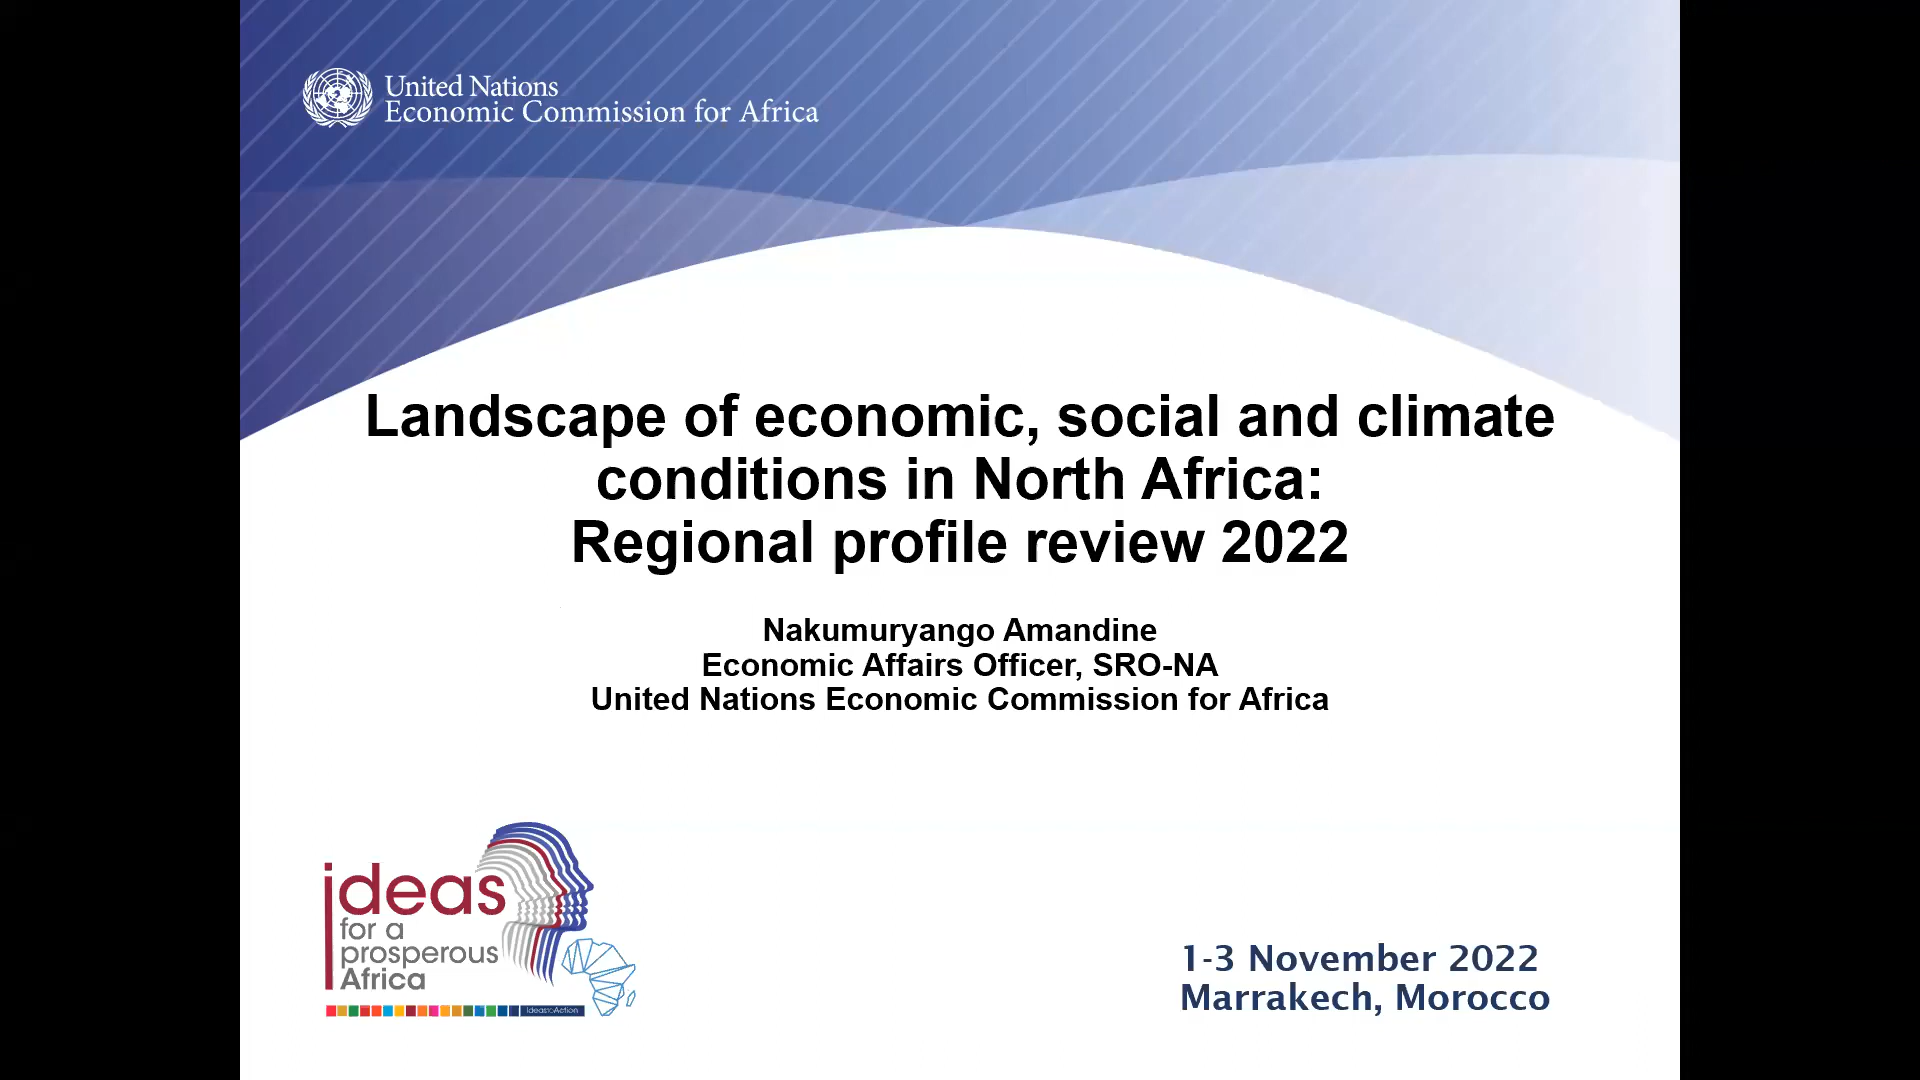 United Nations
Economic Commission for Africa
Landscape of economic, social and climate
conditions in North Africa:
Regional profile review 2022
Nakumuryango Amandine
Economic Affairs Officer, SRO-NA
United Nations Economic Commission for Africa
ideas
for a
prosperous
Africa
IdeastoAction
1-3 November 2022
Marrakech, Morocco